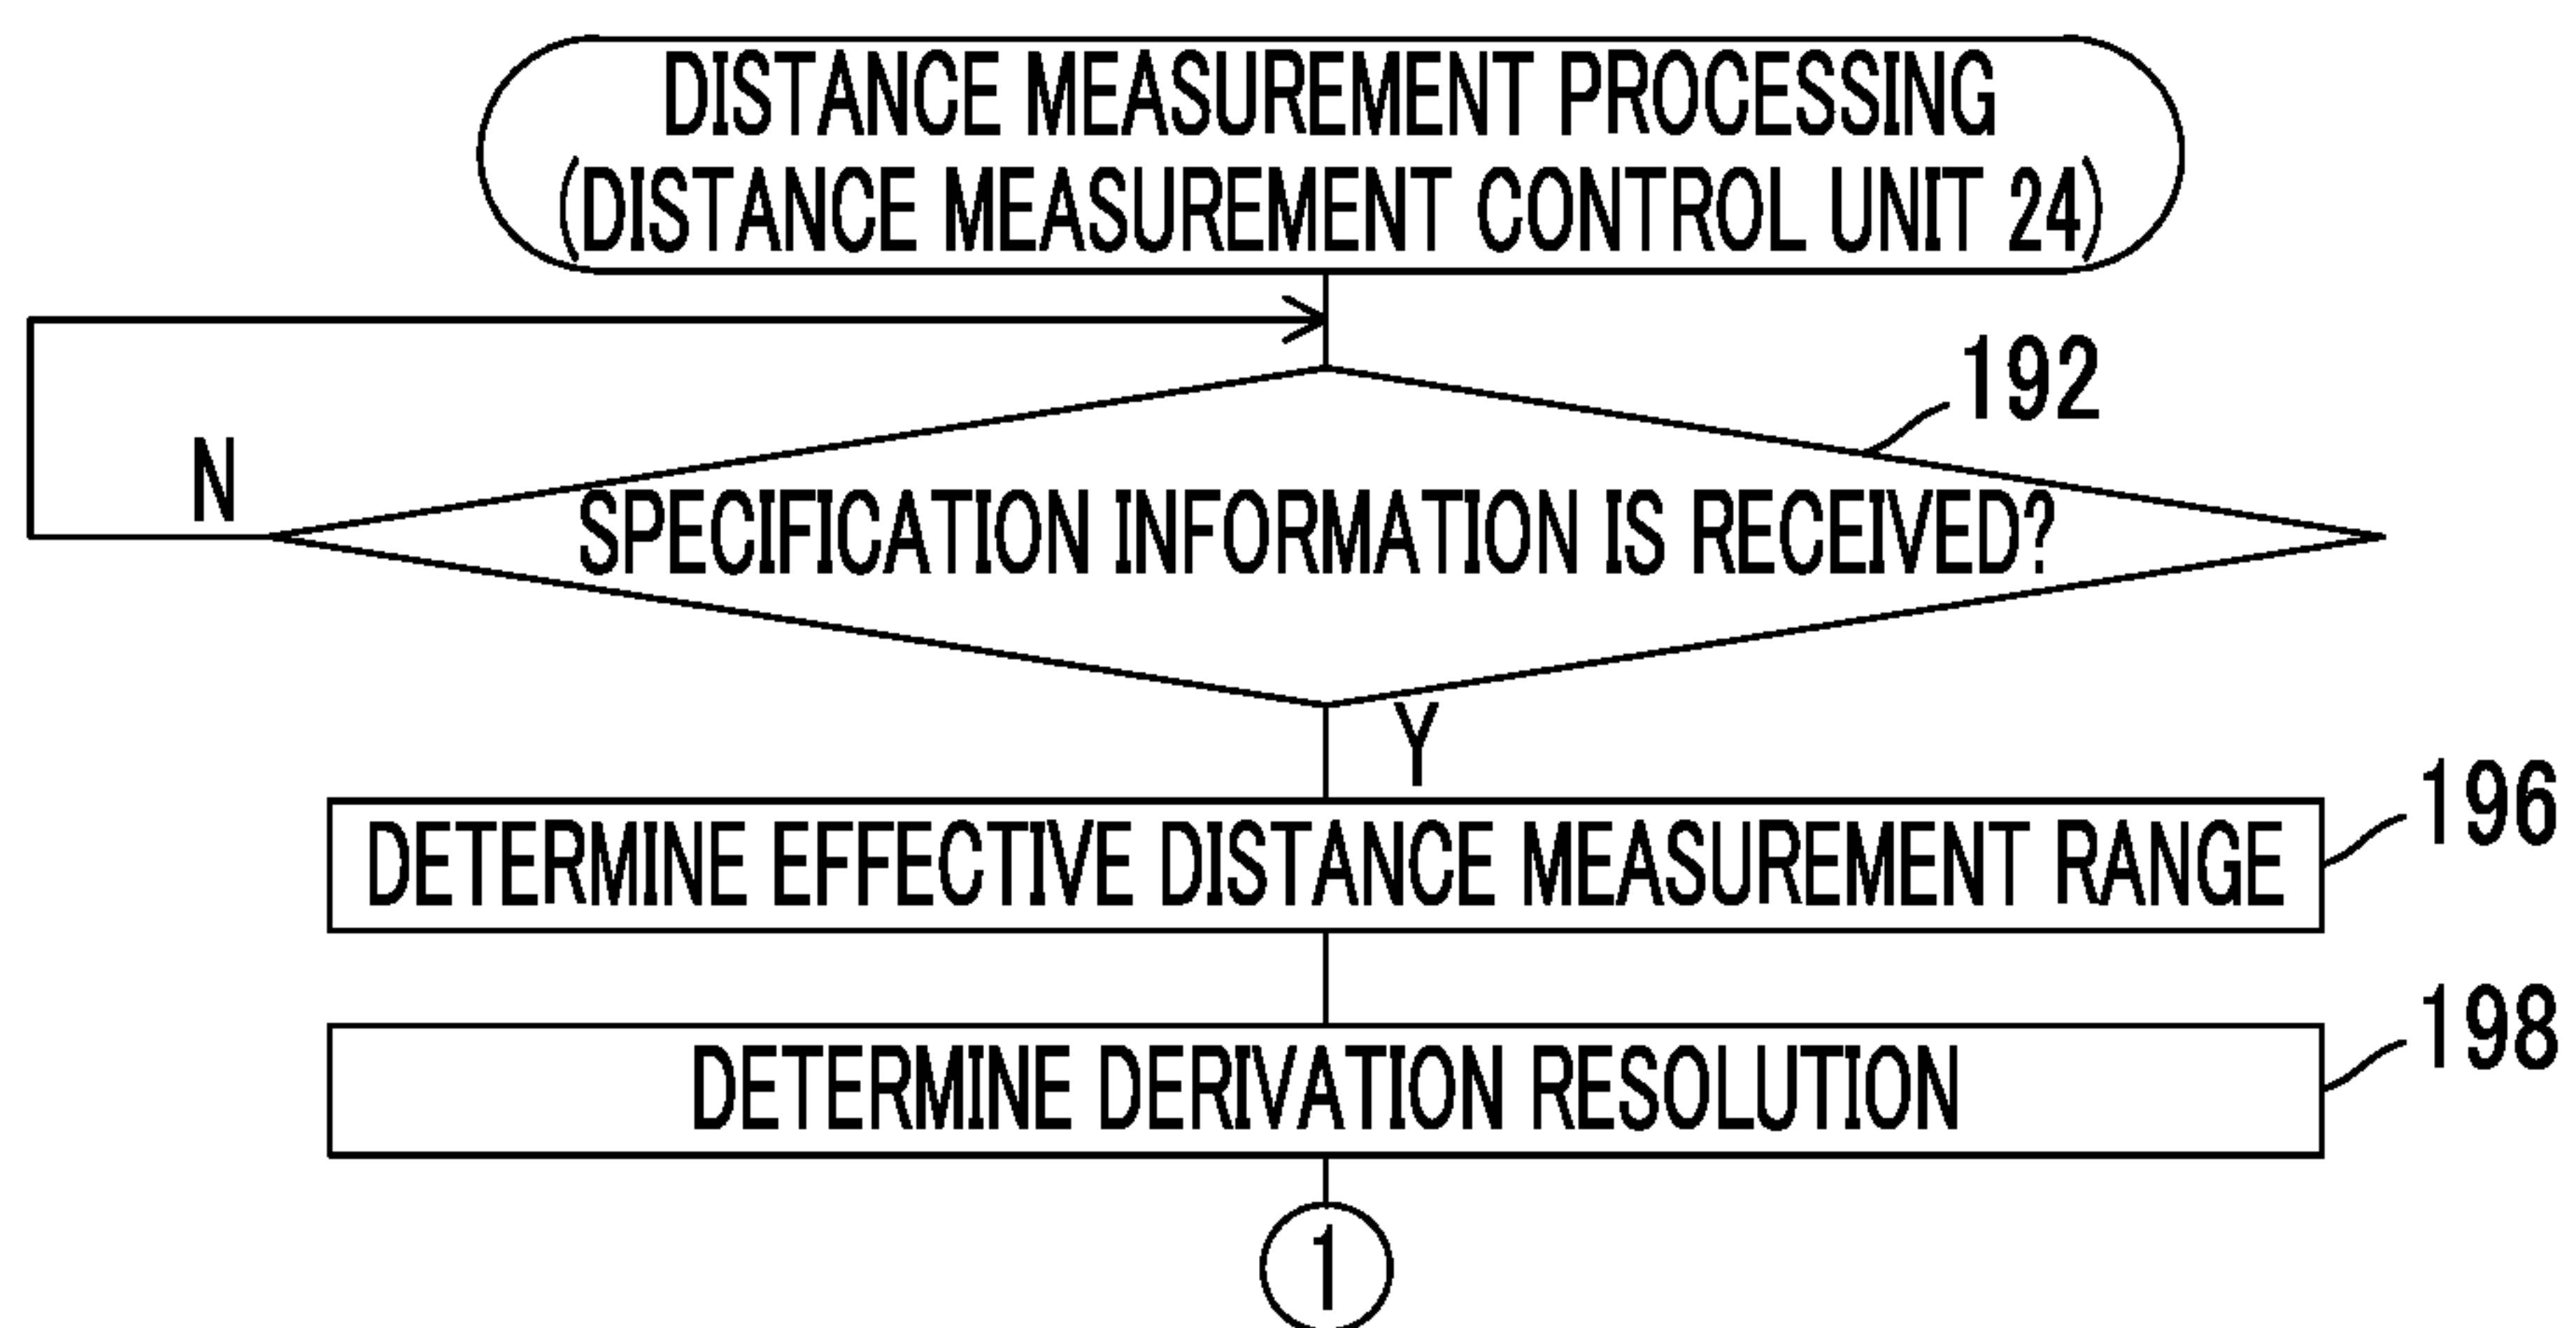 DISTANCE MEASUREMENT PROCESSING
(DISTANCE MEASUREMENT CONTROL UNIT 24)
192
N
SPECIFICATION INFORMATION IS RECEIVED?
Y
DETERMINE EFFECTIVE DISTANCE MEASUREMENT RANGE
196
DETERMINE DERIVATION RESOLUTION
198
1